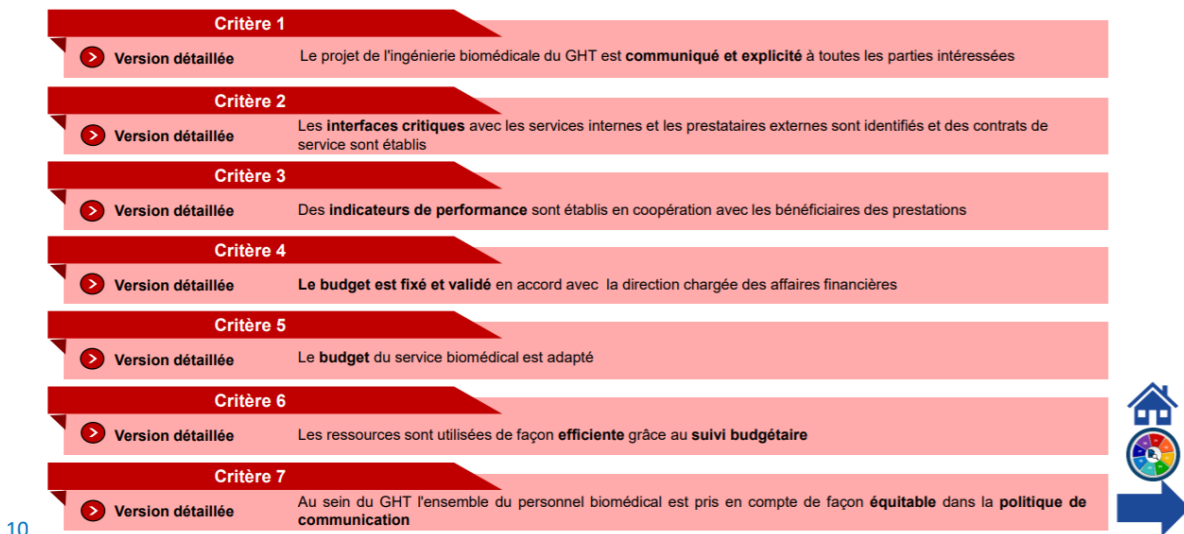 Critère 1
Version détaillée
Le projet de l'ingénierie biomédicale du GHT est communiqué et explicité à toutes les parties intéressées
Critère 2
Version détaillée
Les interfaces critiques avec les services internes et les prestataires externes sont identifiés et des contrats de
service sont établis
Critère 3
Version détaillée
Des indicateurs de performance sont établis en coopération avec les bénéficiaires des prestations
Critère 4
Version détaillée
Le budget est fixé et validé en accord avec la direction chargée des affaires financières
Critère 5
Version détaillée
Le budget du service biomédical est adapté
Critère 6
Version détaillée
Les ressources sont utilisées de façon efficiente grâce au suivi budgétaire
Critère 7
Version détaillée
Au sein du GHT l'ensemble du personnel biomédical est pris en compte de façon équitable dans la politique de
communication
10